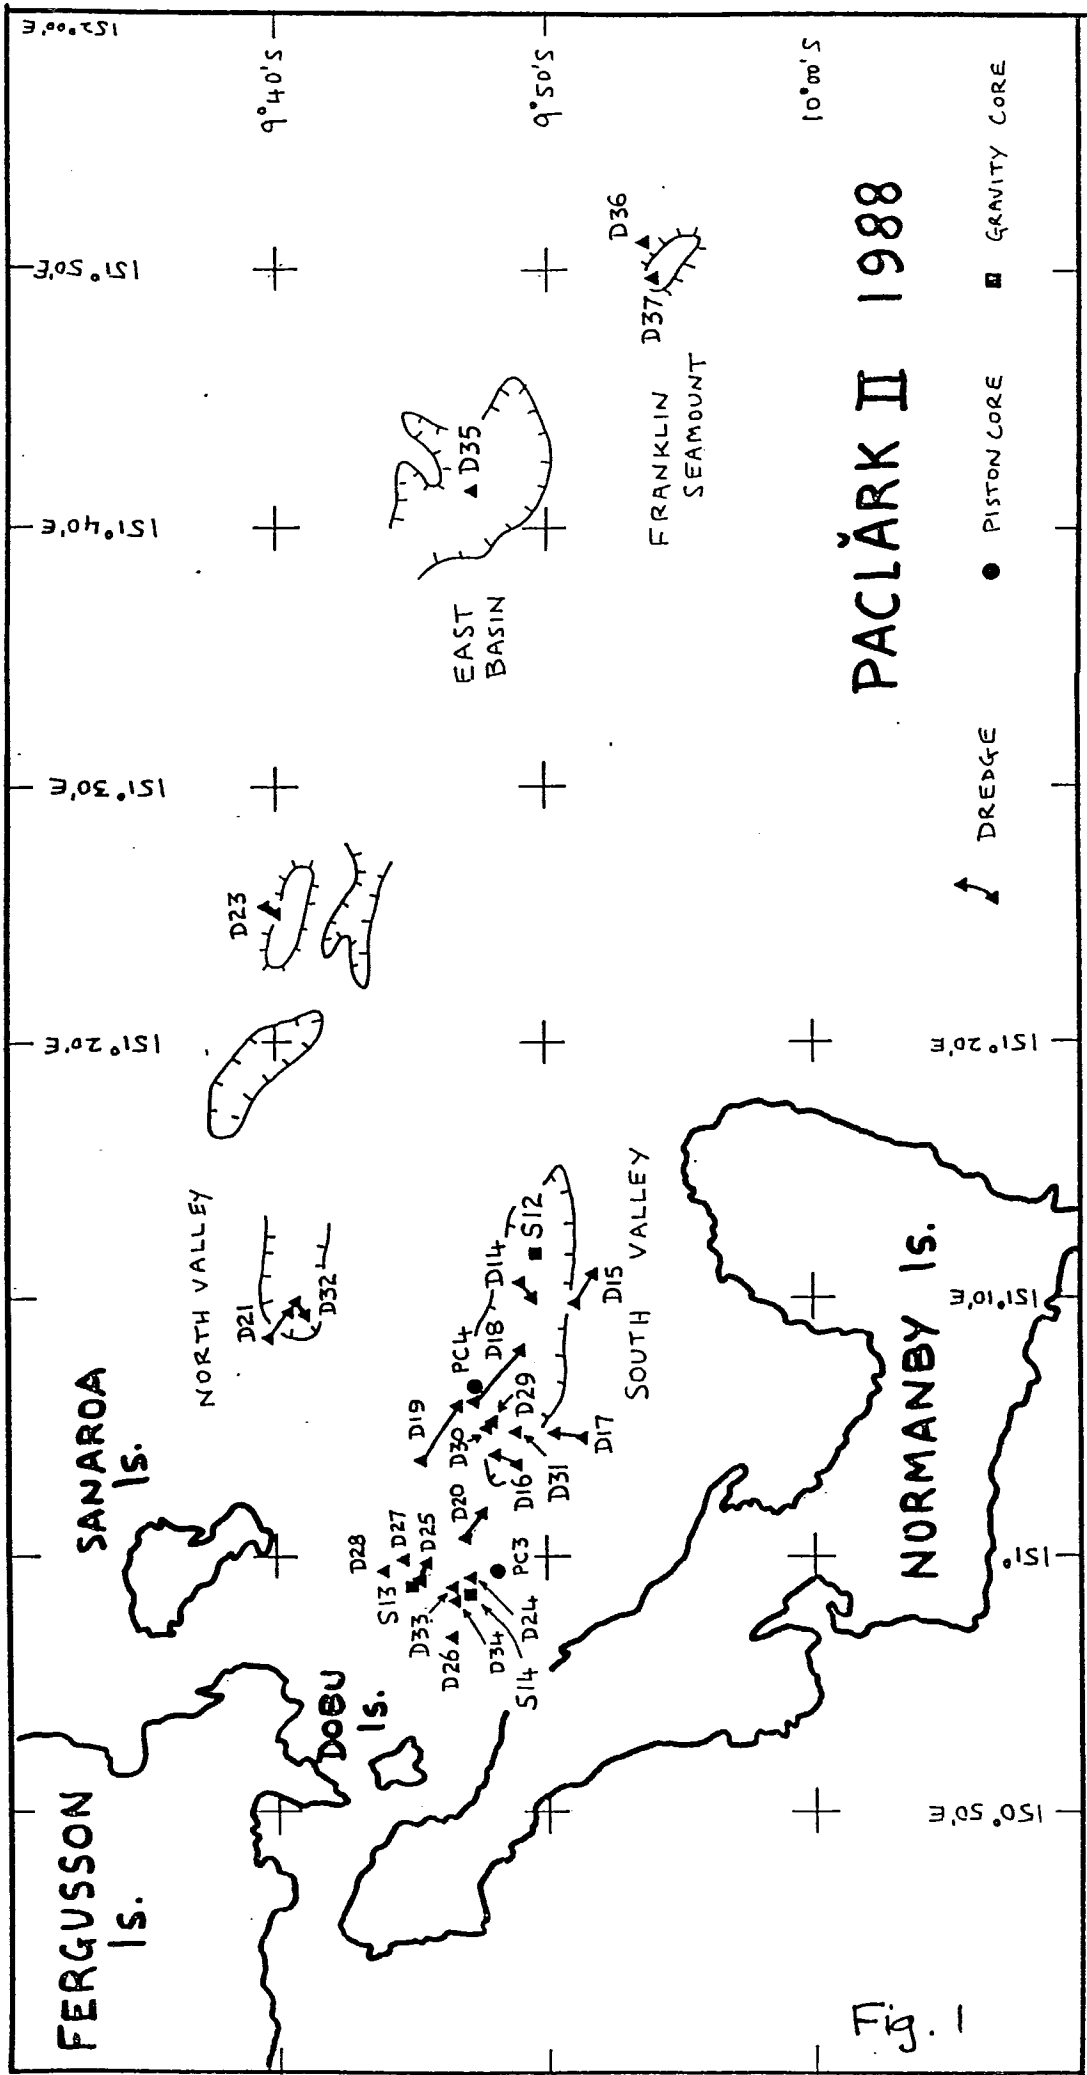 FERGUSSON
Is.
SANAROA
Is.
DOBU
Is.
NORMANBY Is.
NORTH VALLEY
SOUTH VALLEY
EAST
BASIN
FRANKLIN
SEAMOUNT
D21
D32
D23
D35
D36
D37
D19
PC4
D18
D14
S12
D15
D30
D29
D20
D16
D31
D17
D28
D27
D25
S13
D33
D26
D34
S14
D24
PC3
151°30'E
151°40'E
151°50'E
152°00'E
151°20'E
9°40'S
9°50'S
10°00'S
150°50'E
151°
151°10'E
151°20'E
PACLĂRK II 1988
DREDGE
PISTON CORE
GRAVITY CORE
Fig. 1